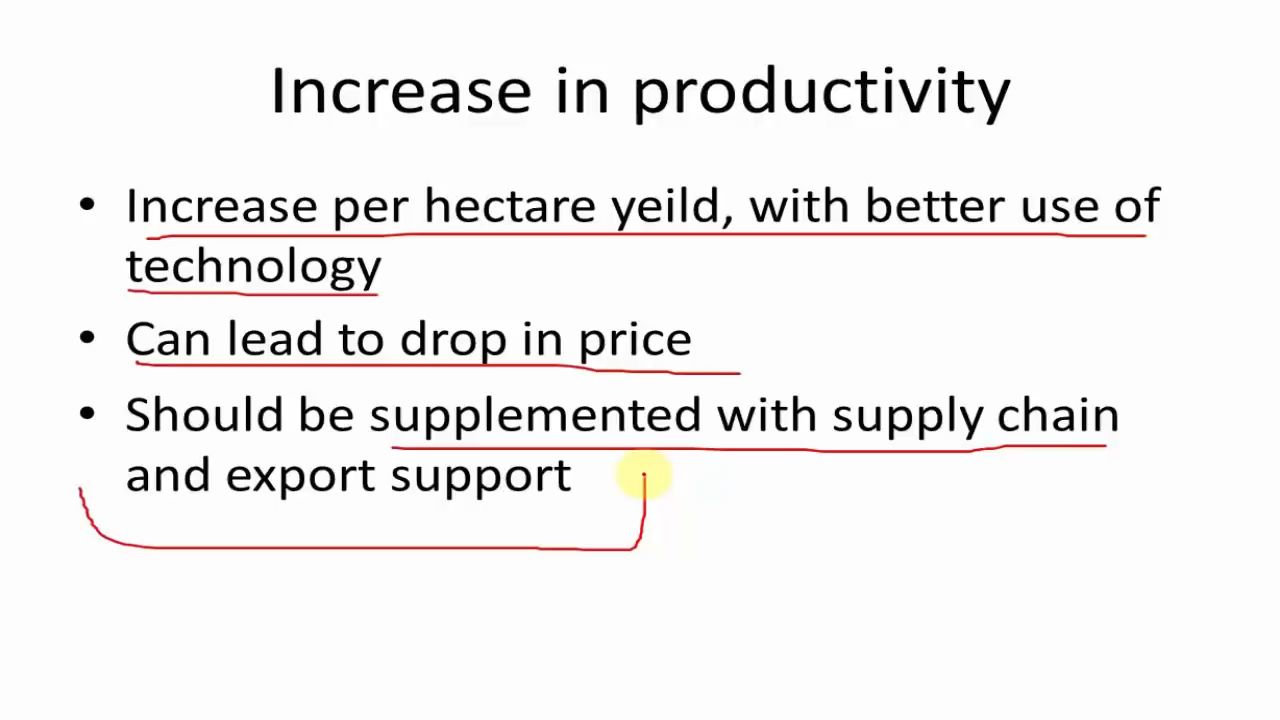 Increase in productivity
• Increase per hectare yeild, with better use of
technology
• Can lead to drop in price
• Should be supplemented with supply chain
and export support